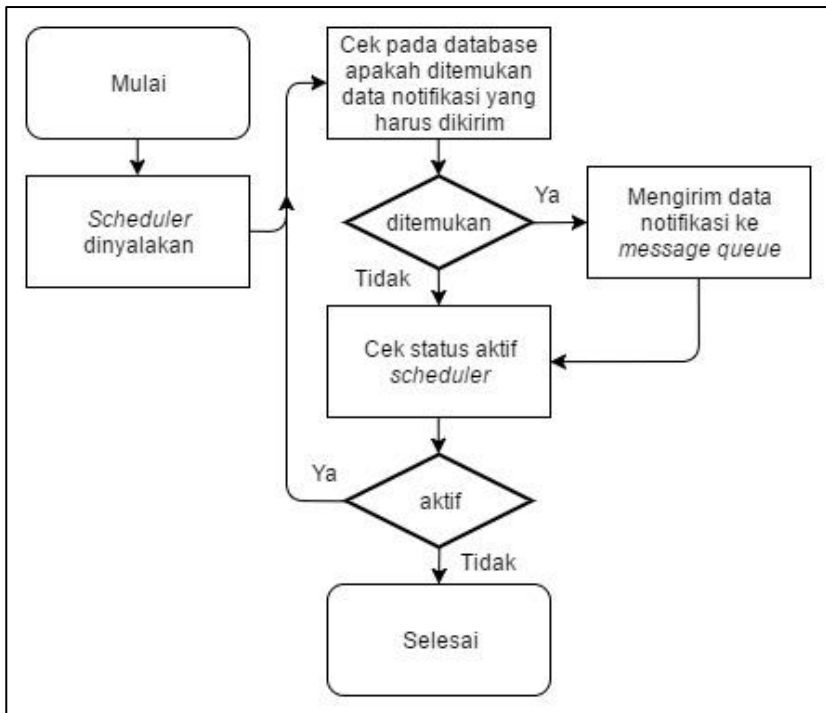 Mulai
Scheduler
dinyalakan
Cek pada database
apakah ditemukan
data notifikasi yang
harus dikirim
ditemukan
Ya
Mengirim data
notifikasi ke
message queue
Tidak
Cek status aktif
scheduler
Ya
aktif
Tidak
Selesai